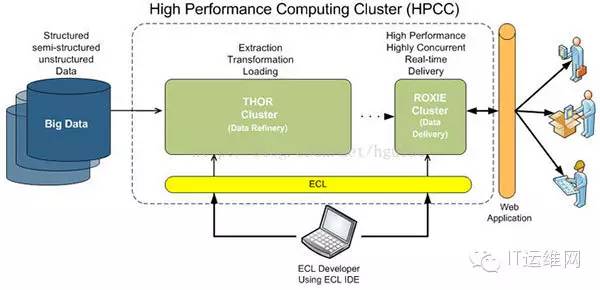 High Performance Computing Cluster (HPCC)
Structured
semi-structured
unstructured
Data
Big Data
Extraction
Transformation
Loading
THOR
Cluster
(Data Refinery)
High Performance
Highly Concurrent
Real-time
Delivery
ROXIE
Cluster
(Data
Delivery)
ECL
Web
Application
ECL Developer
Using ECL IDE
IT运维网